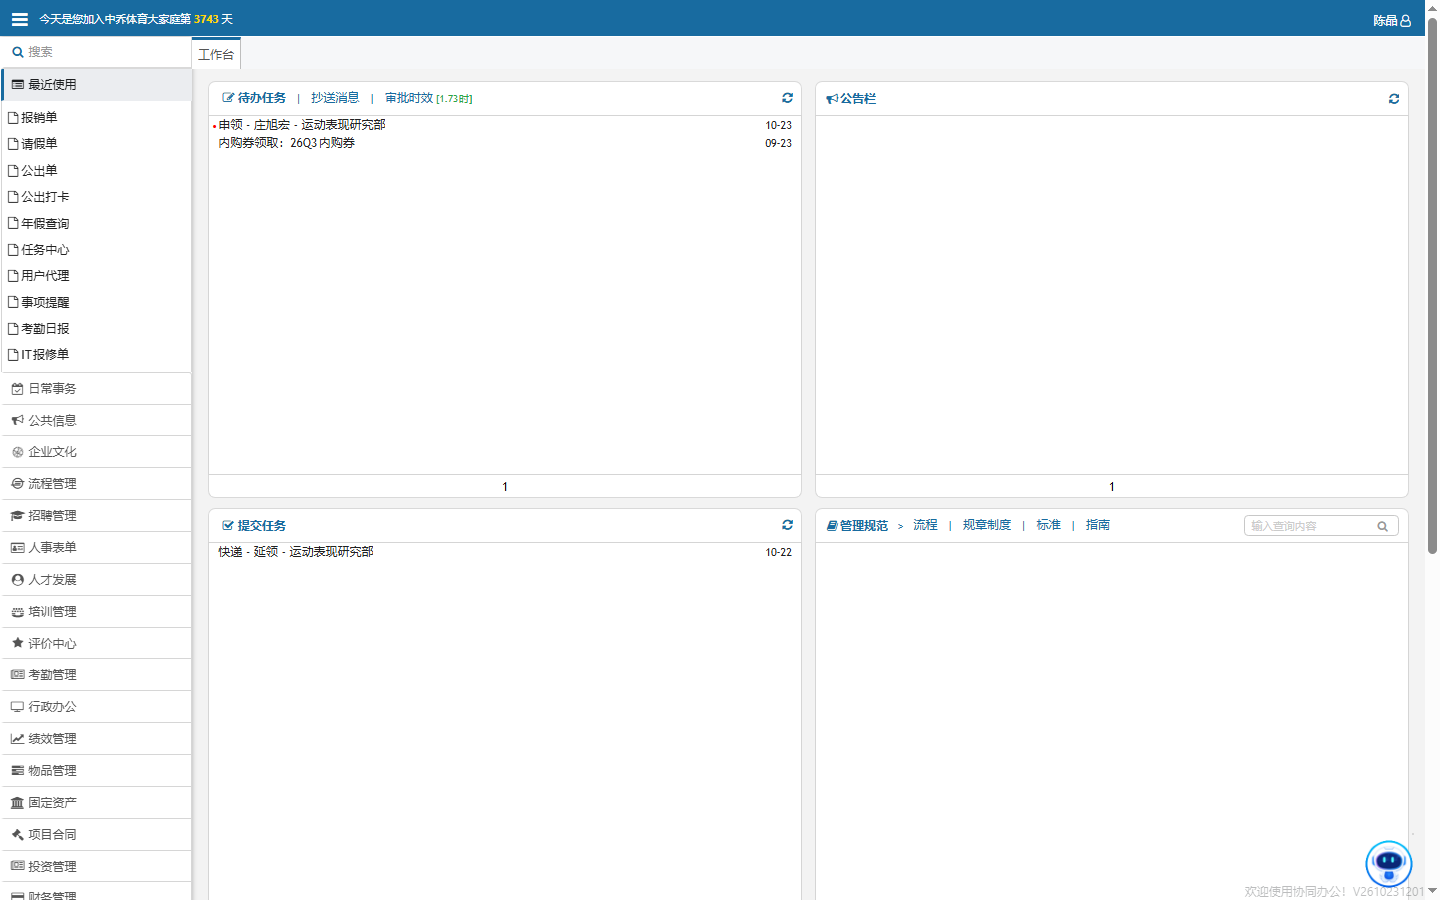 今天是您加入中乔体育大家庭第 3743 天
陈晶
搜索
工作台
最近使用
报销单
请假单
公出单
公出打卡
年假查询
任务中心
用户代理
事项提醒
考勤日报
IT报修单
日常事务
公共信息
企业文化
流程管理
招聘管理
人事表单
人才发展
培训管理
评价中心
考勤管理
行政办公
绩效管理
物品管理
固定资产
项目合同
投资管理
财务管理
待办任务 | 抄送消息 | 审批时效 [1.73时]
申领 - 庄旭宏 - 运动表现研究部 10-23
内购券领取：26Q3内购券 09-23
1
公告栏
1
提交任务
快递 - 延领 - 运动表现研究部 10-22
管理规范 > 流程 | 规章制度 | 标准 | 指南
输入查询内容
欢迎使用协同办公！V2610231201